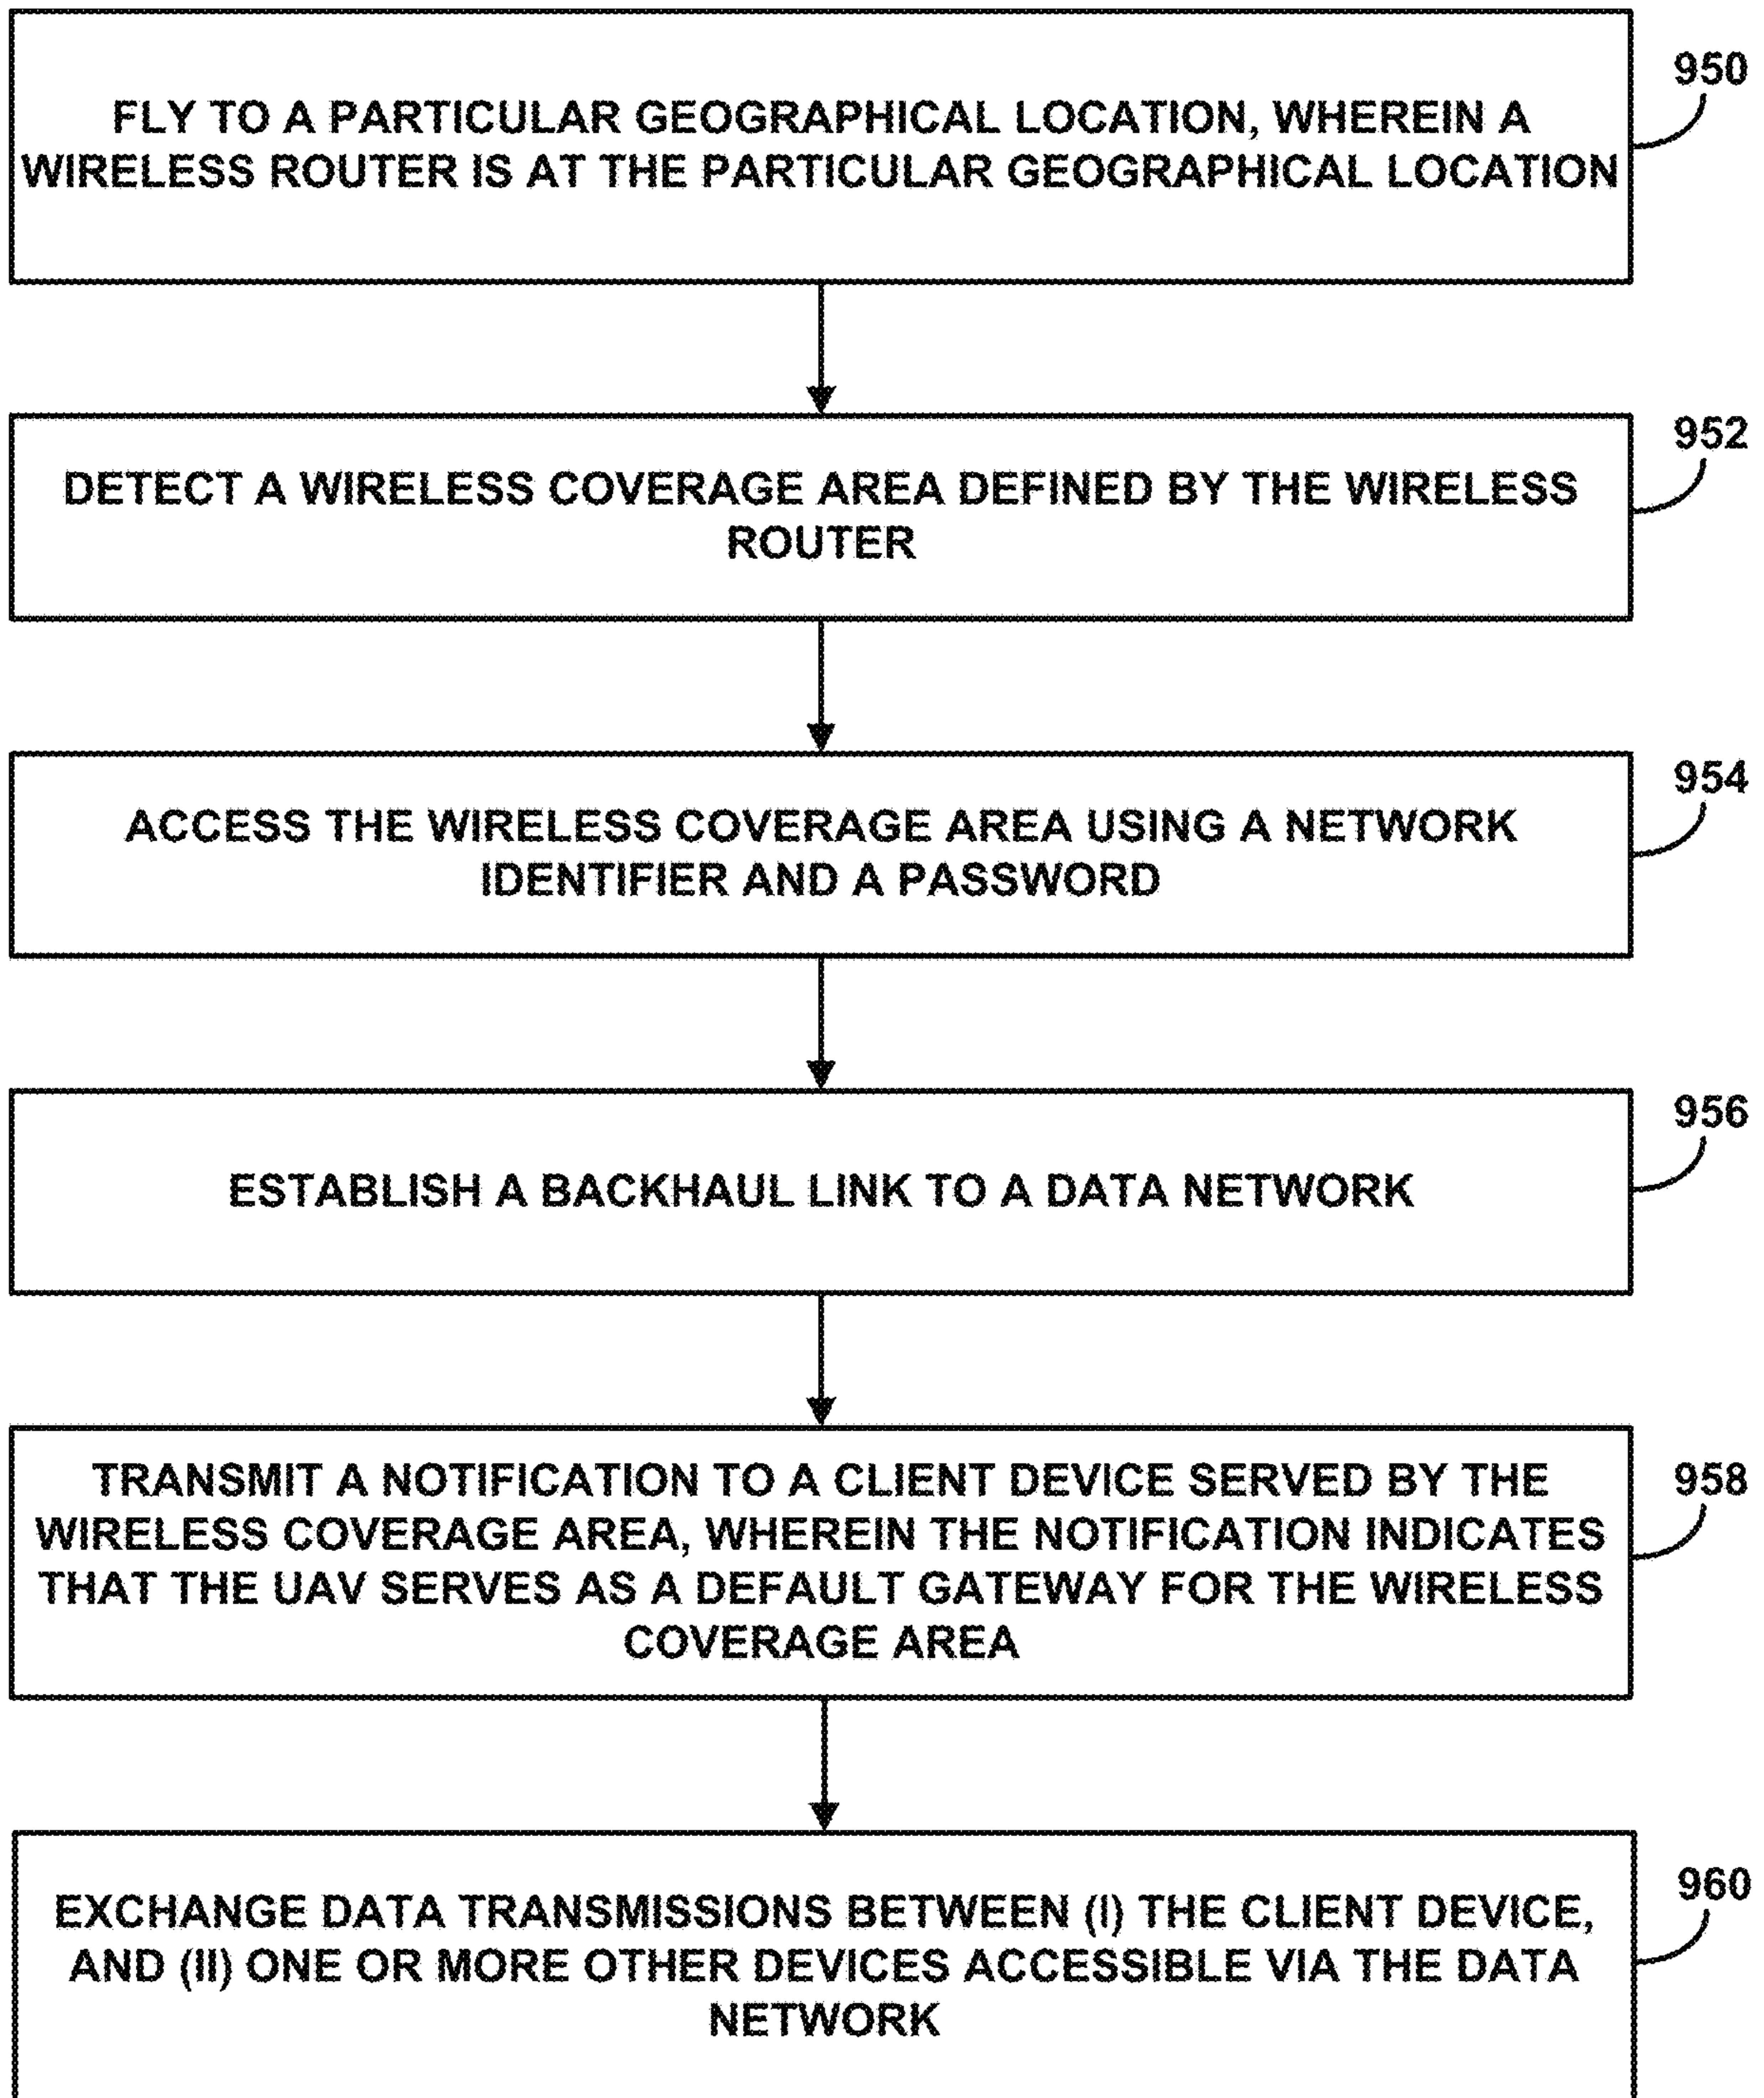 950
FLY TO A PARTICULAR GEOGRAPHICAL LOCATION, WHEREIN A
WIRELESS ROUTER IS AT THE PARTICULAR GEOGRAPHICAL LOCATION
952
DETECT A WIRELESS COVERAGE AREA DEFINED BY THE WIRELESS
ROUTER
954
ACCESS THE WIRELESS COVERAGE AREA USING A NETWORK
IDENTIFIER AND A PASSWORD
956
ESTABLISH A BACKHAUL LINK TO A DATA NETWORK
958
TRANSMIT A NOTIFICATION TO A CLIENT DEVICE SERVED BY THE
WIRELESS COVERAGE AREA, WHEREIN THE NOTIFICATION INDICATES
THAT THE UAV SERVES AS A DEFAULT GATEWAY FOR THE WIRELESS
COVERAGE AREA
960
EXCHANGE DATA TRANSMISSIONS BETWEEN (I) THE CLIENT DEVICE,
AND (II) ONE OR MORE OTHER DEVICES ACCESSIBLE VIA THE DATA
NETWORK